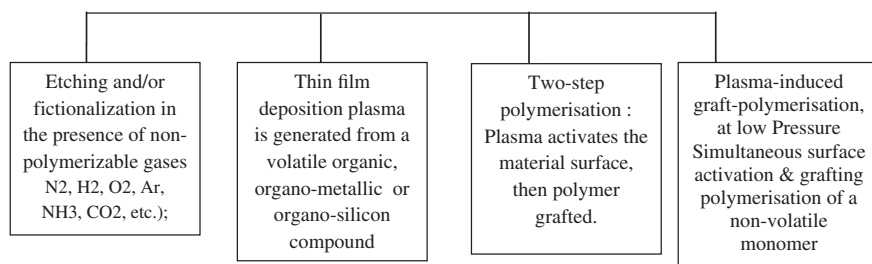 Etching and/or
fictionalization in
the presence of non-
polymerizable gases
N2, H2, O2, Ar,
NH3, CO2, etc.);
Thin film
deposition plasma
is generated from a
volatile organic,
organo-metallic or
organo-silicon
compound
Two-step
polymerisation :
Plasma activates the
material surface,
then polymer
grafted.
Plasma-induced
graft-polymerisation,
at low Pressure
Simultaneous surface
activation & grafting
polymerisation of a
non-volatile
monomer